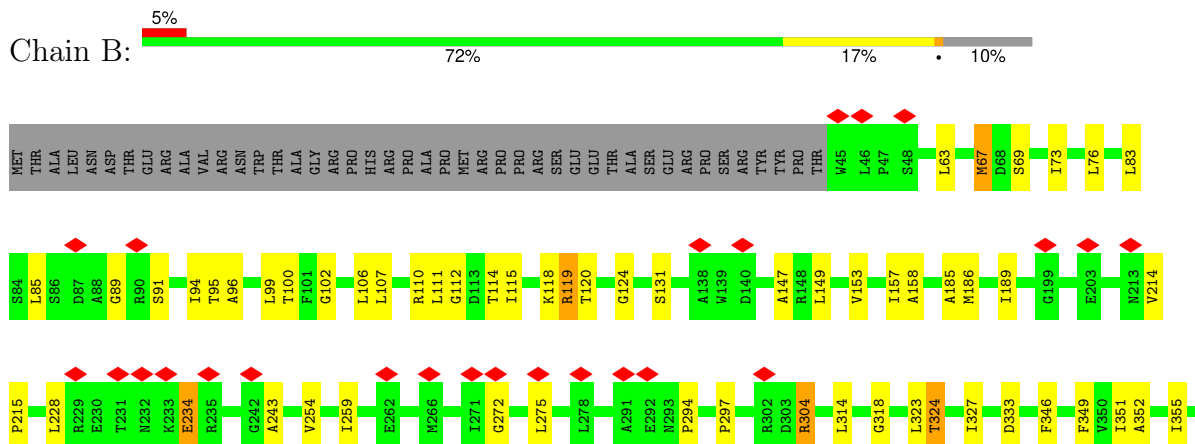 5%
Chain B:
72% 17% • 10%
MET THR ALA LEU ASN ASP THR GLU ARG ALA VAL ARG ASN TRP THR ALA GLY ARG PRO HIS ARG PRO ALA PRO MET ARG PRO PRO ARG SER GLU GLU THR ALA SER GLU ARG PRO SER ARG TYR TYR PRO THR W45 L46 P47 S48 L63 M67 D68 S69 I73 L76 L83
S84 L85 S86 D87 A88 G89 R90 S91 I94 T95 A96 L99 T100 F101 G102 L106 L107 R110 L111 G112 D113 T114 I115 K118 R119 T120 G124 S131 A138 W139 D140 A147 R148 L149 V153 I157 A158 A185 M186 I189 G199 E203 N213 V214
P215 L228 R229 E230 T231 N232 K233 E234 R235 G242 A243 V254 I259 E262 M266 I271 G272 L275 L278 A291 E292 N293 P294 P297 R302 D303 R304 L314 G318 L323 T324 I327 D333 F346 F349 V350 I351 A352 I355